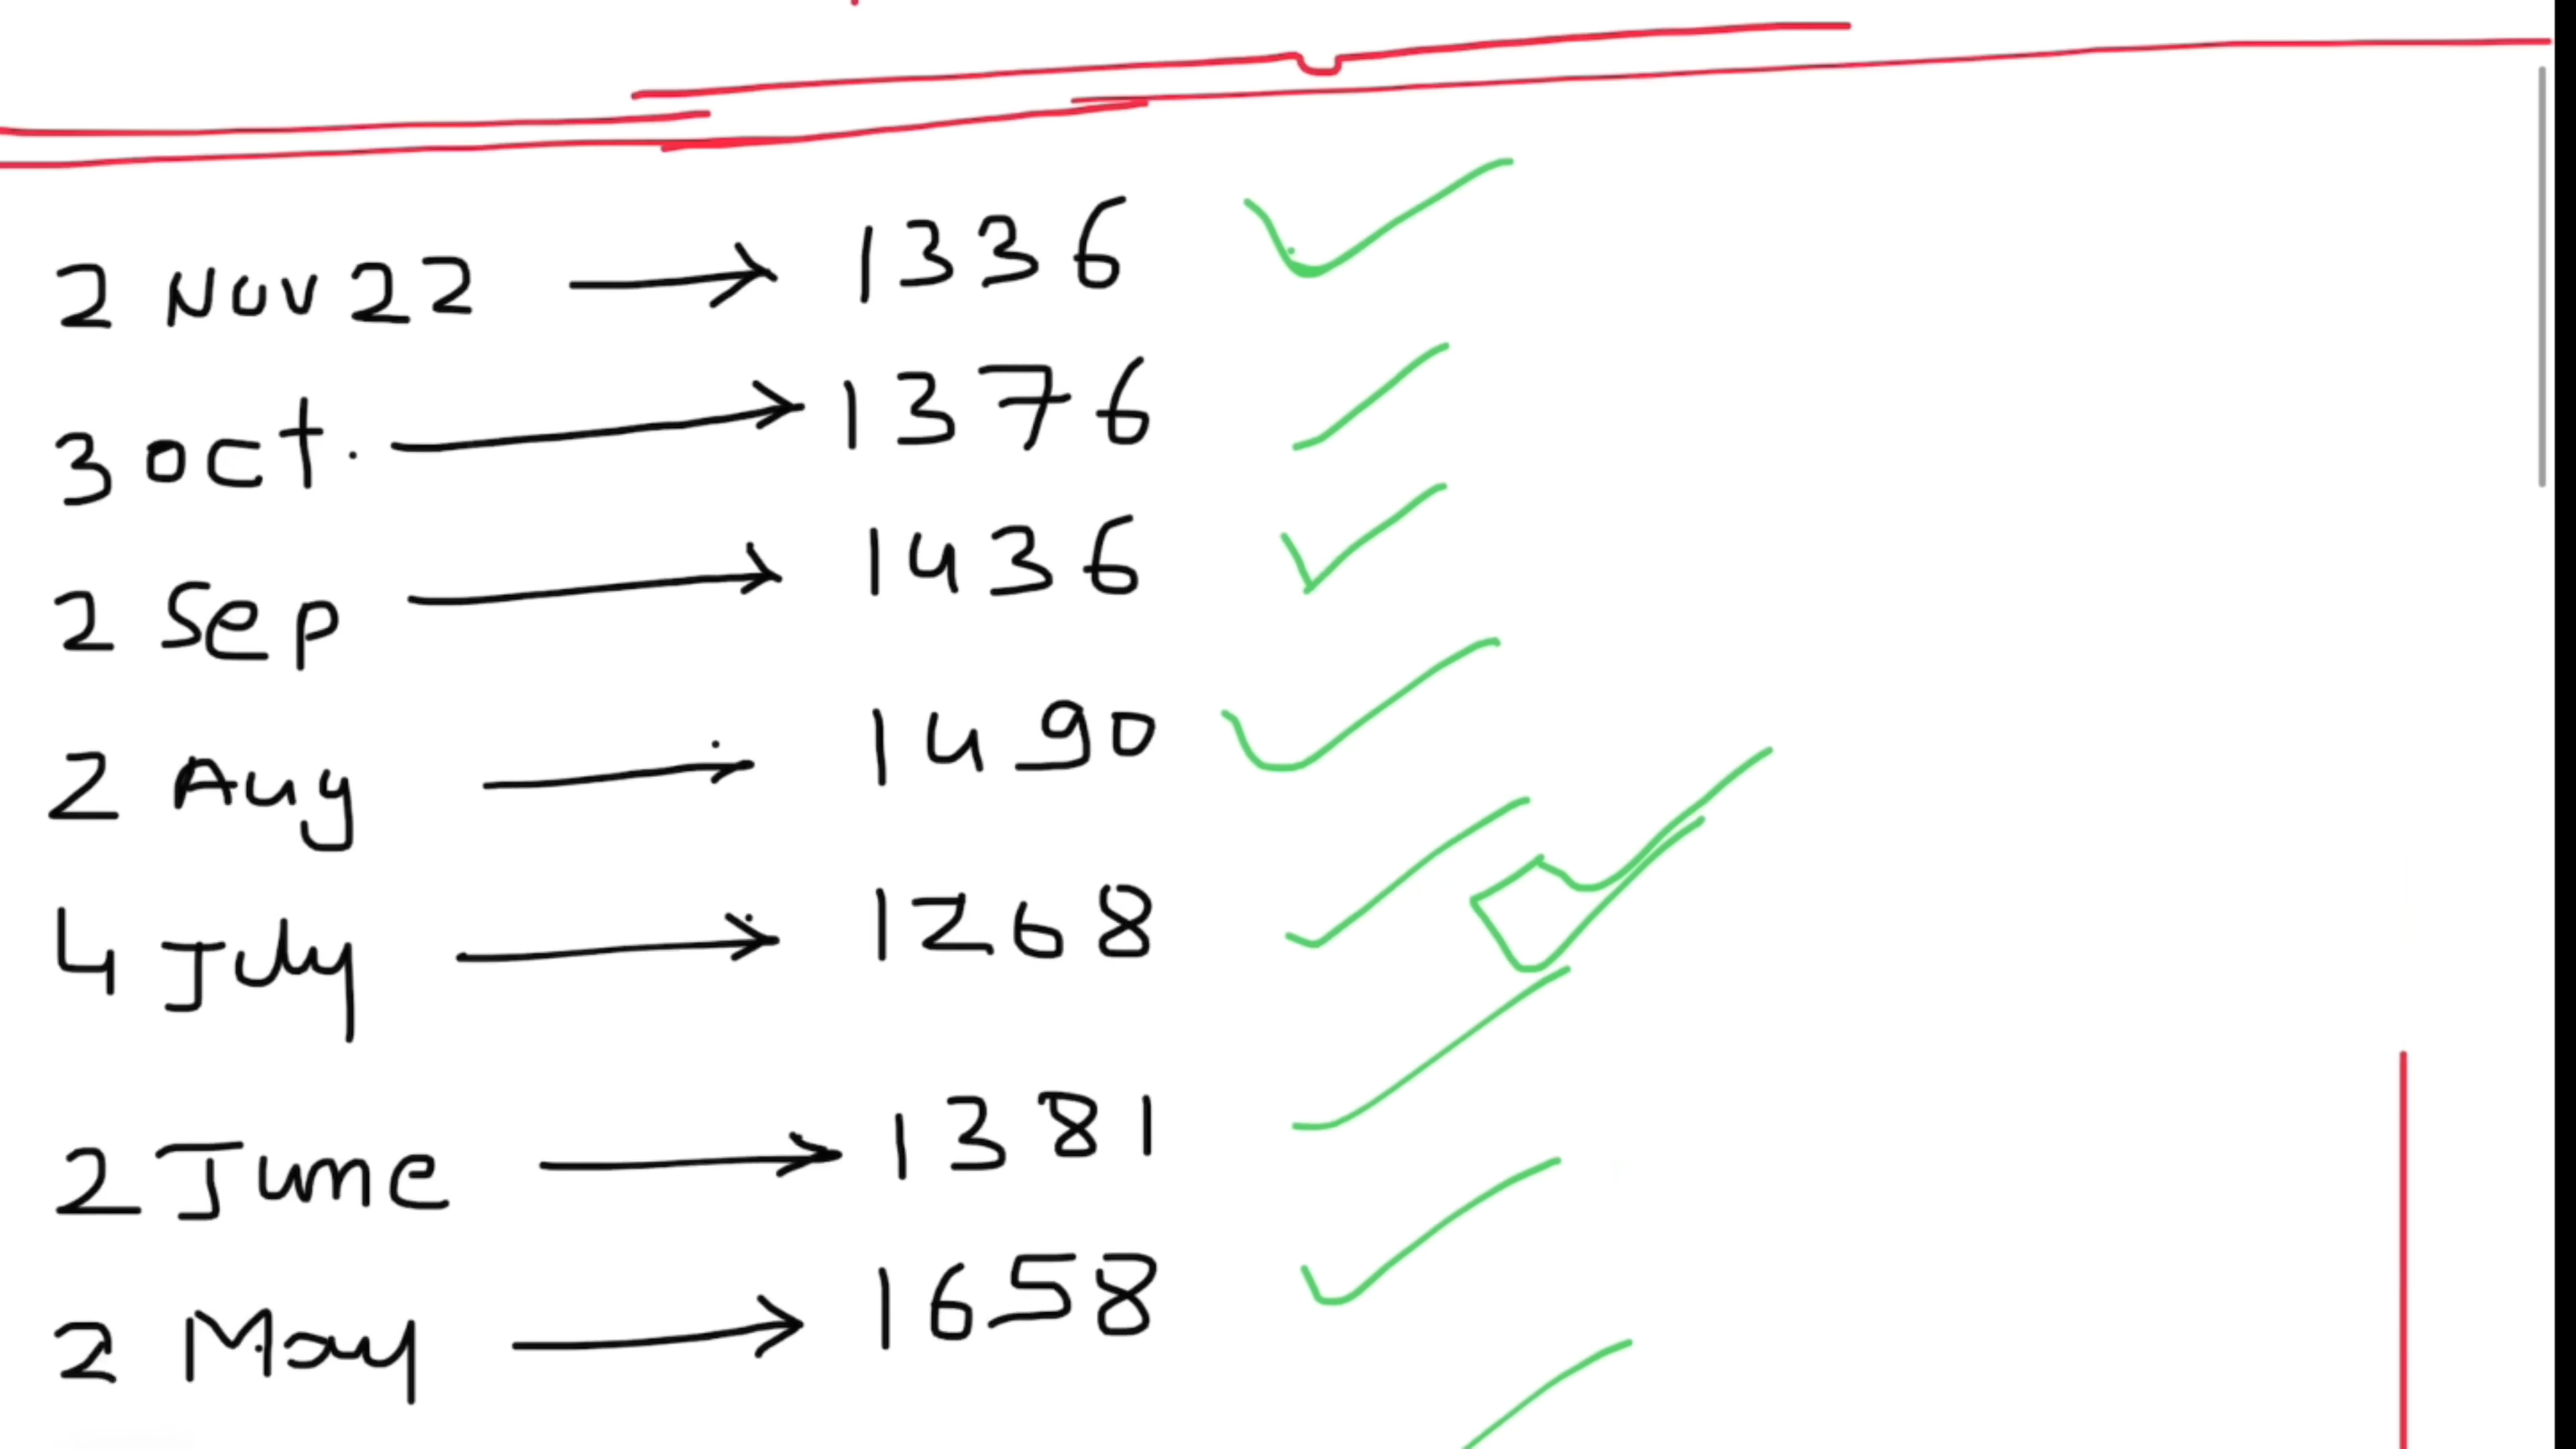 2 Nov 22 → 1336
3 oct. → 1376
2 Sep → 1436
2 Aug → 1490
4 July → 1268
2 June → 1381
2 May → 1658